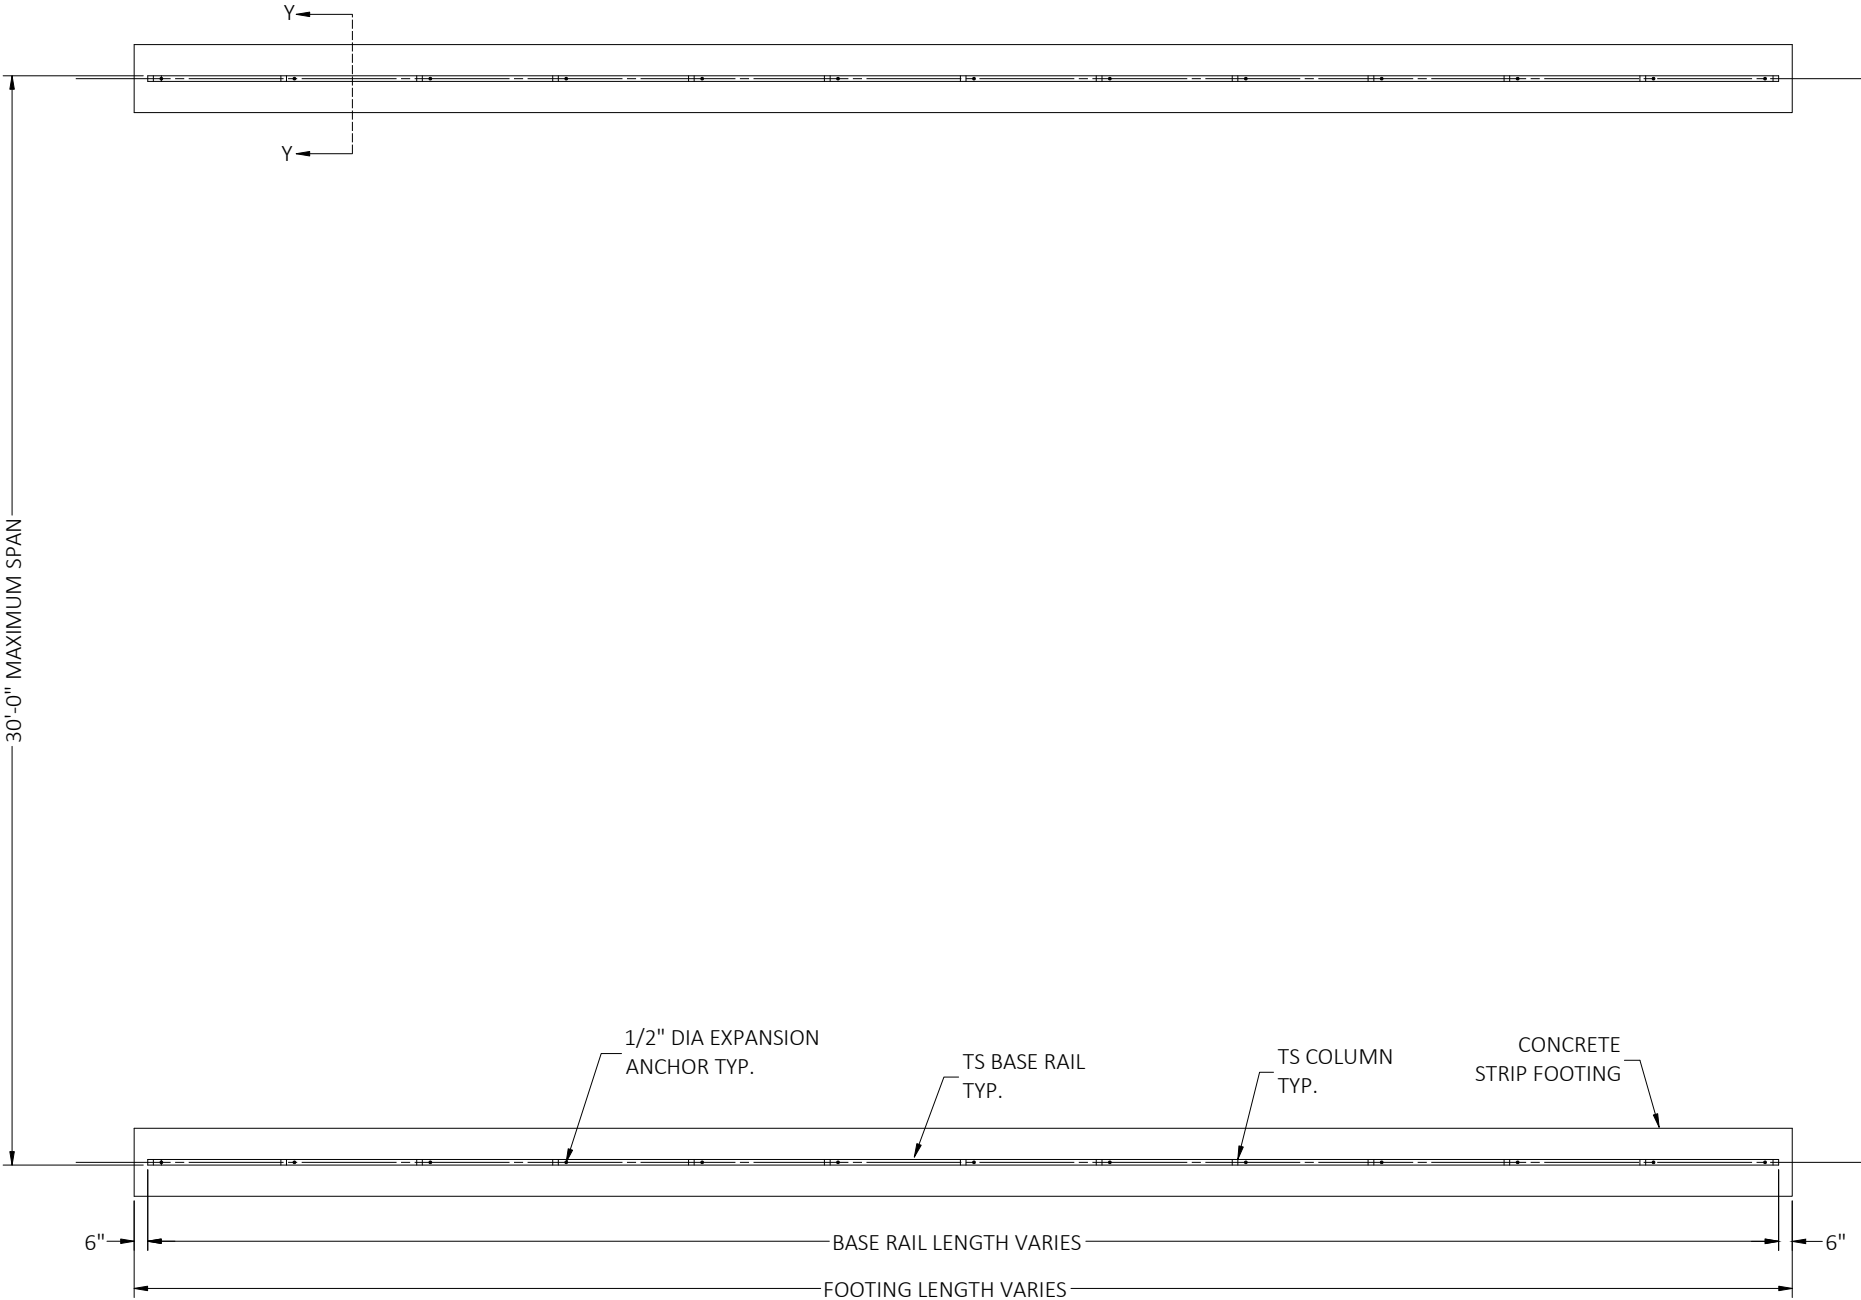 Y
Y
30'-0" MAXIMUM SPAN
1/2" DIA EXPANSION
ANCHOR TYP.
TS BASE RAIL
TYP.
TS COLUMN
TYP.
CONCRETE
STRIP FOOTING
6"
BASE RAIL LENGTH VARIES
6"
FOOTING LENGTH VARIES